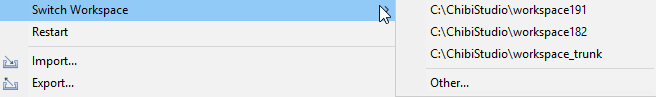 Switch Workspace
Restart
Import...
Export...
C:\ChibiStudio\workspace191
C:\ChibiStudio\workspace182
C:\ChibiStudio\workspace_trunk
Other...